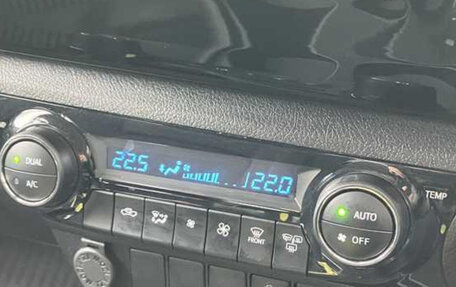 22.5 22.0
DUAL
A/C
TEMP
AUTO
OFF
FRONT